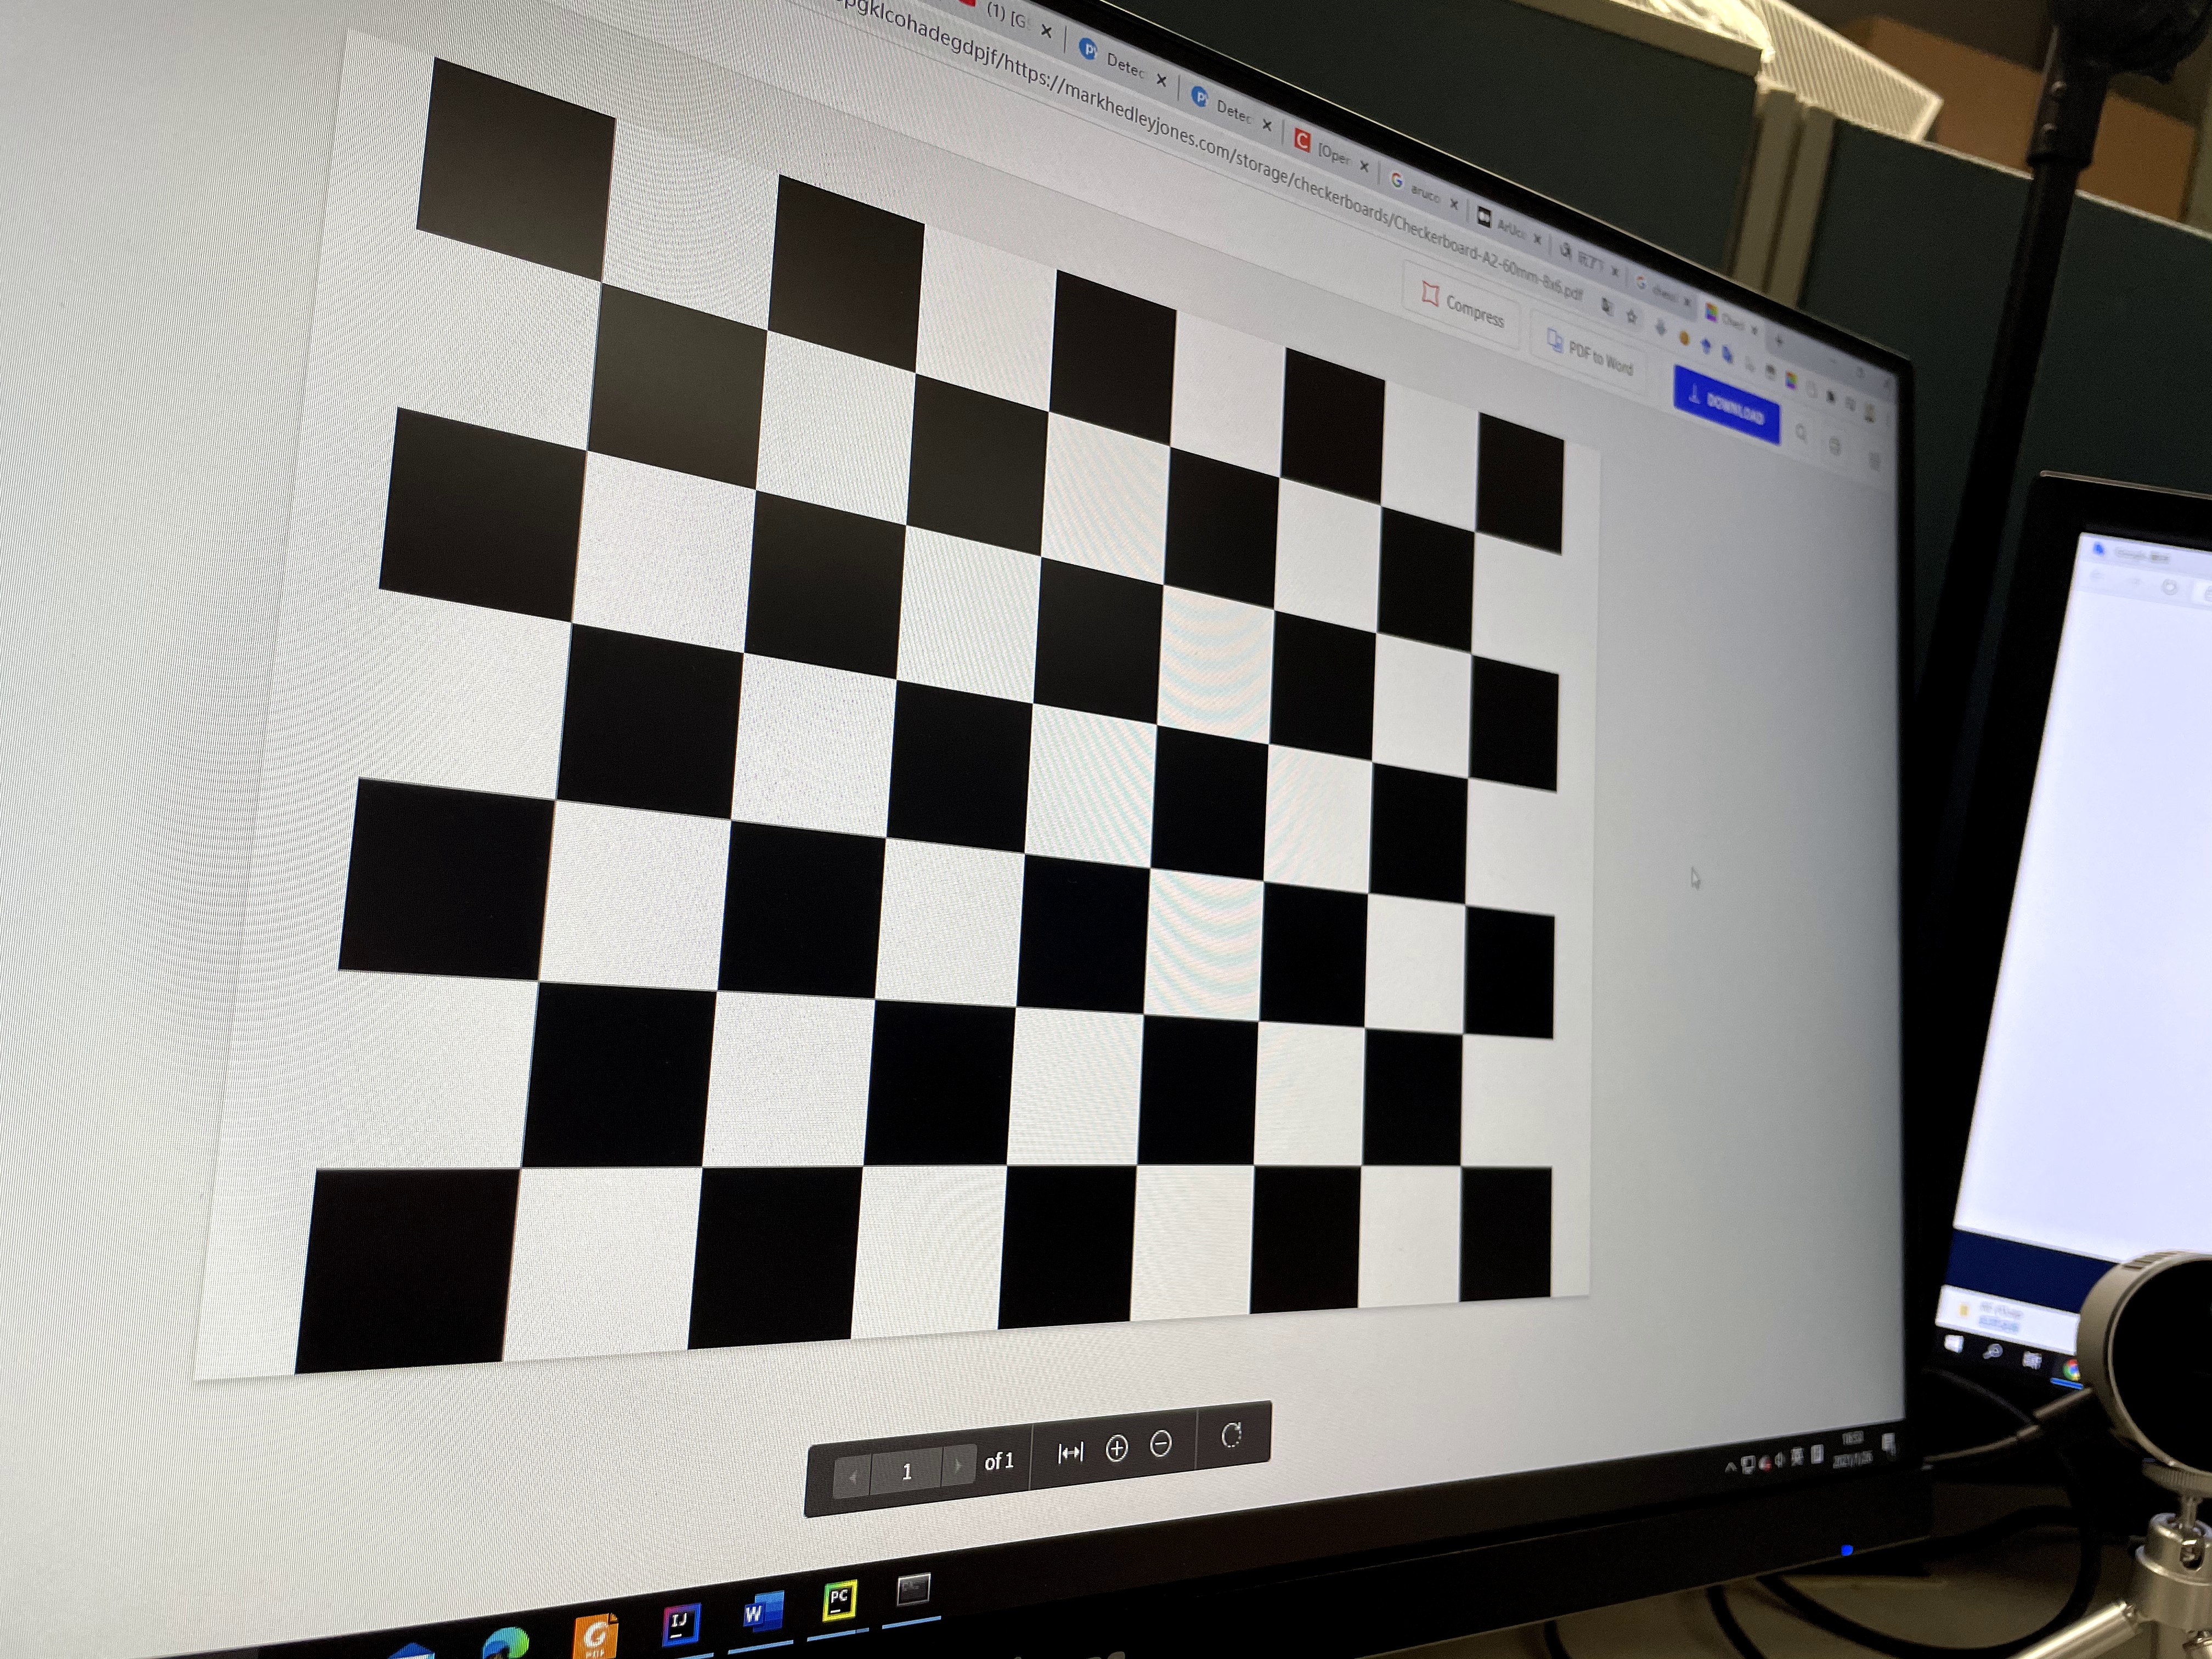 (1) [G
Detec
Detec
[Oper
aruco
ArUco
pgklcohadegdpjf/https://markhedleyjones.com/storage/checkerboards/Checkerboard-A2-60mm-8x6.pdf
Compress
PDF to Word
DOWNLOAD
1 of 1
IJ
W
PC